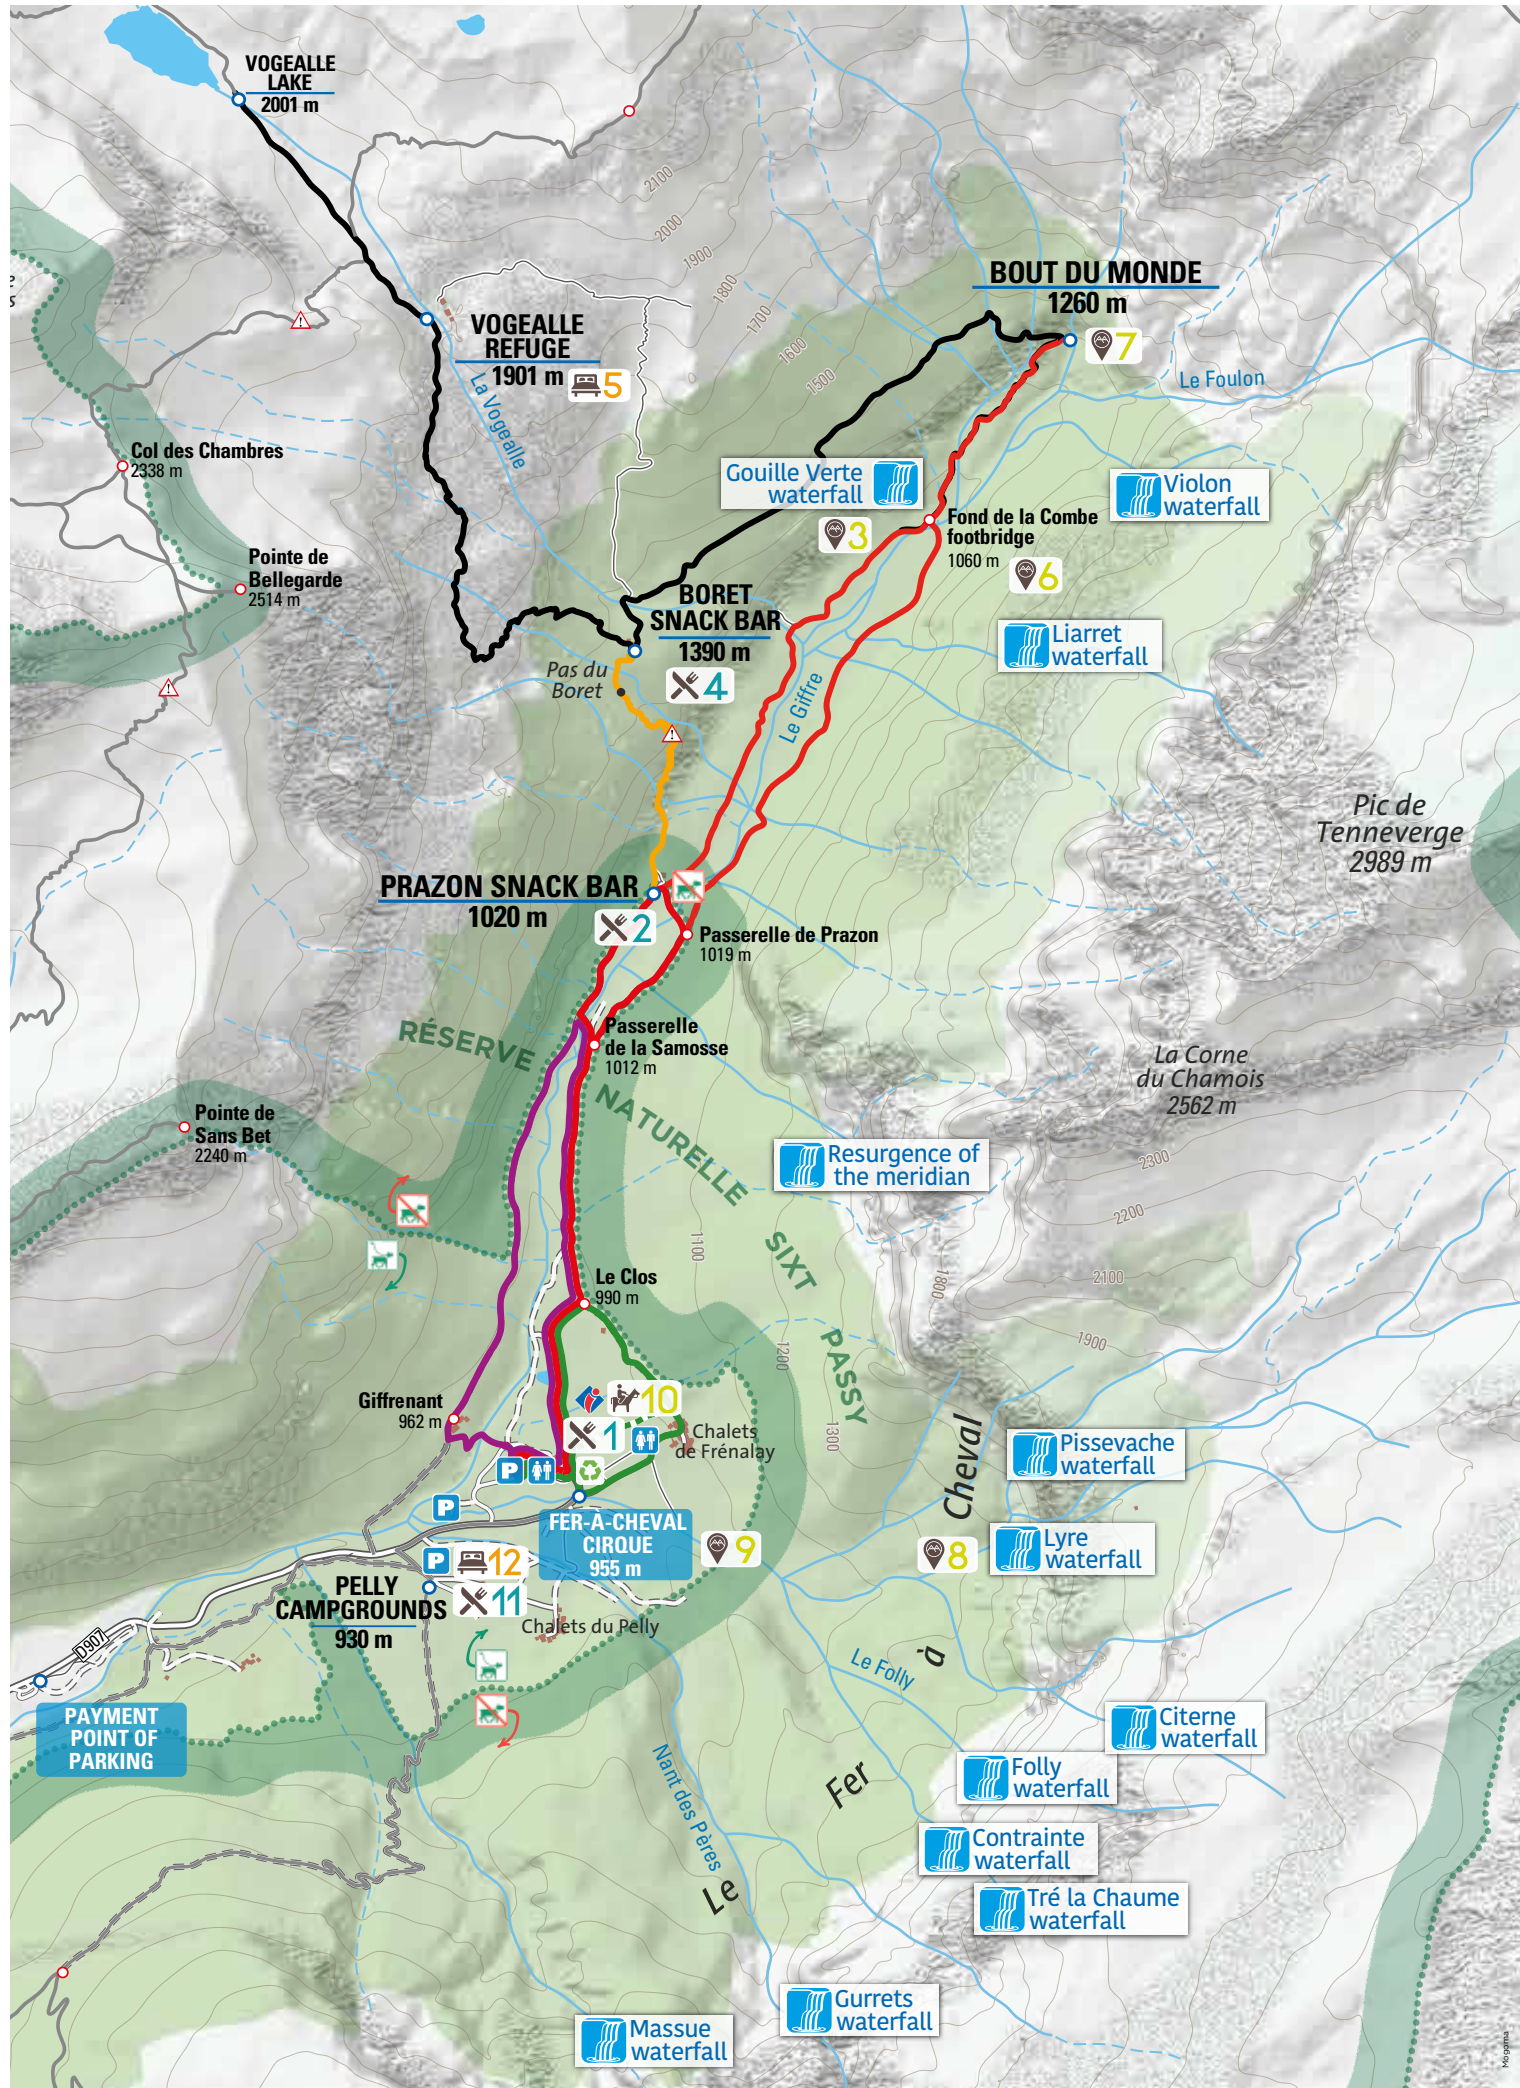 VOGEALLE
LAKE
2001 m
2100
2000
1900
1800
1700
1600
1500
BOUT DU MONDE
1260 m
7
VOGEALLE
REFUGE
1901 m
5
La Vogealle
Le Foulon
Col des Chambres
2338 m
Gouille Verte
waterfall
3
Violon
waterfall
Fond de la Combe
footbridge
1060 m
6
Pointe de
Bellegarde
2514 m
BORET
SNACK BAR
1390 m
4
Pas du
Boret
Liarret
waterfall
Le Giffre
Pic de
Tenneverge
2989 m
PRAZON SNACK BAR
1020 m
2
Passerelle de Prazon
1019 m
Passerelle
de la Samosse
1012 m
RÉSERVE
NATURELLE
SIXT
PASSY
La Corne
du Chamois
2562 m
Pointe de
Sans Bet
2240 m
Resurgence of
the meridian
2300
2200
2100
1900
1800
1100
1200
1300
Le Clos
990 m
10
1
Giffrenant
962 m
Chalets
de Frénalay
P
P
P
FER-À-CHEVAL
CIRQUE
955 m
9
8
Pissevache
waterfall
Lyre
waterfall
12
11
PELLY
CAMPGROUNDS
930 m
Chalets du Pelly
D907
PAYMENT
POINT OF
PARKING
Le Folly
Nant des Pères
Le
Fer
à
Cheval
Citerne
waterfall
Folly
waterfall
Contrainte
waterfall
Tré la Chaume
waterfall
Gurrets
waterfall
Massue
waterfall
Mogoma